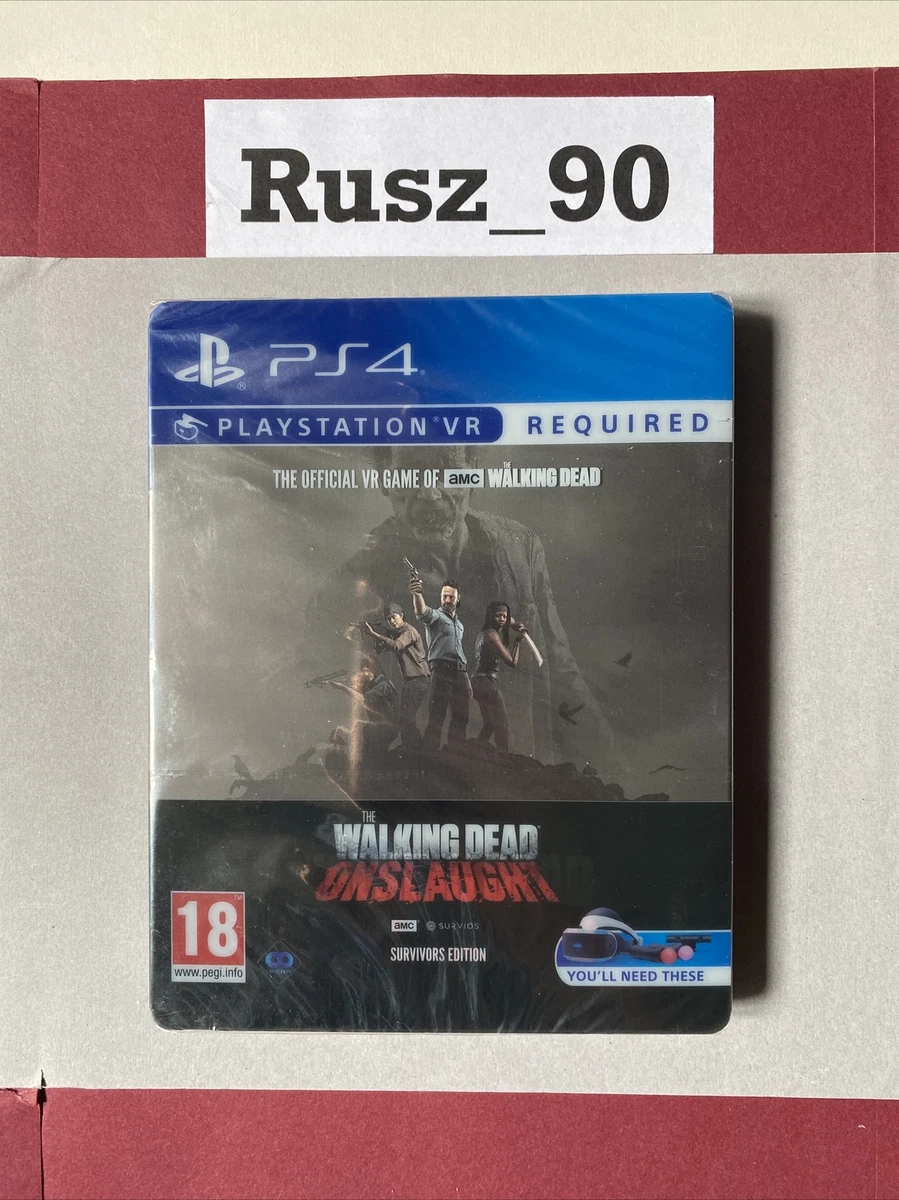 Rusz_90
PS4
PLAYSTATION®VR REQUIRED
THE OFFICIAL VR GAME OF amc THE WALKING DEAD
THE
WALKING DEAD
ONSLAUGHT
amc SURVIOS
SURVIVORS EDITION
18
www.pegi.info
PERP
YOU'LL NEED THESE